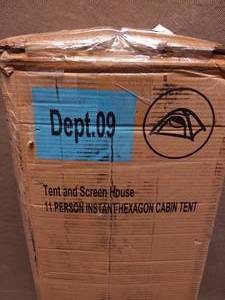 Dept.09
Tent and Screen House
11 PERSON INSTANT HEXAGON CABIN TENT